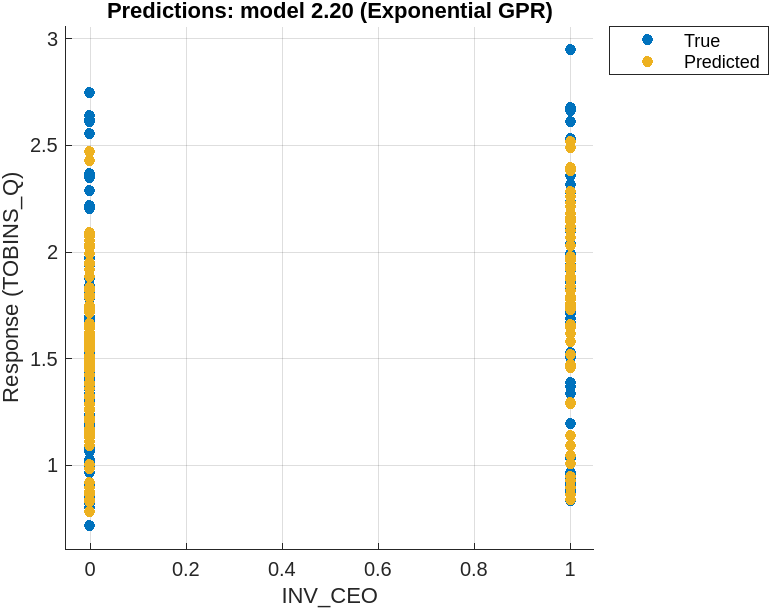 Predictions: model 2.20 (Exponential GPR)
True
Predicted
3
2.5
2
1.5
1
Response (TOBINS_Q)
0
0.2
0.4
0.6
0.8
1
INV_CEO